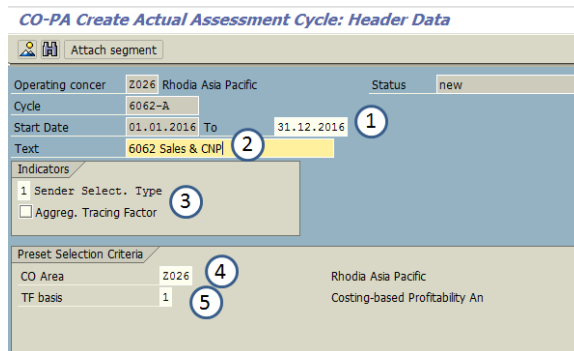 CO-PA Create Actual Assessment Cycle: Header Data
Attach segment
Operating concer Z026 Rhodia Asia Pacific Status new
Cycle 6062-A
Start Date 01.01.2016 To 31.12.2016 1
Text 6062 Sales & CNP 2
Indicators
1 Sender Select. Type
Aggreg. Tracing Factor 3
Preset Selection Criteria
CO Area Z026 4 Rhodia Asia Pacific
TF basis 1 5 Costing-based Profitability An